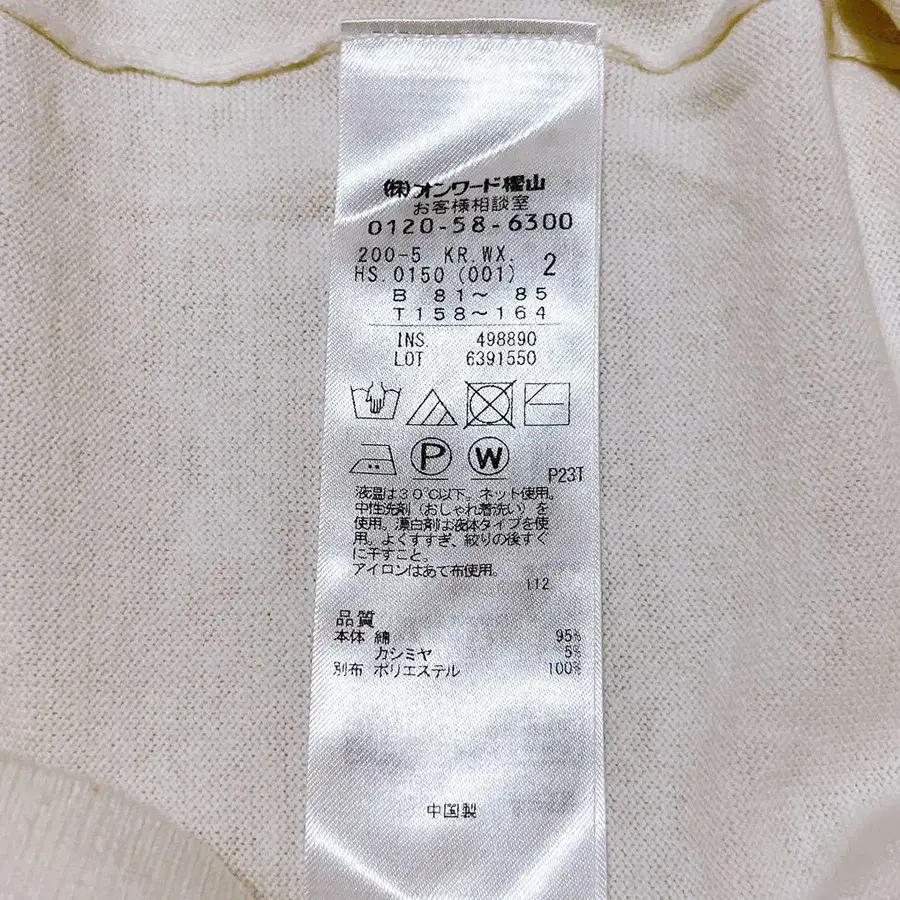 ㈱オンワード樫山
お客様相談室
0120-58-6300
200-5 KR.WX.
HS.0150(001) 2
B 81〜 85
T158〜164
INS. 498890
LOT 6391550
P W
P23T
液温は30℃以下。ネット使用。
中性洗剤（おしゃれ着洗い）を
使用。漂白剤は液体タイプを使
用。よくすすぎ、絞りの後すぐ
に干すこと。
アイロンはあて布使用。
112
品質
本体 綿 95%
カシミヤ 5%
別布 ポリエステル 100%
中国製